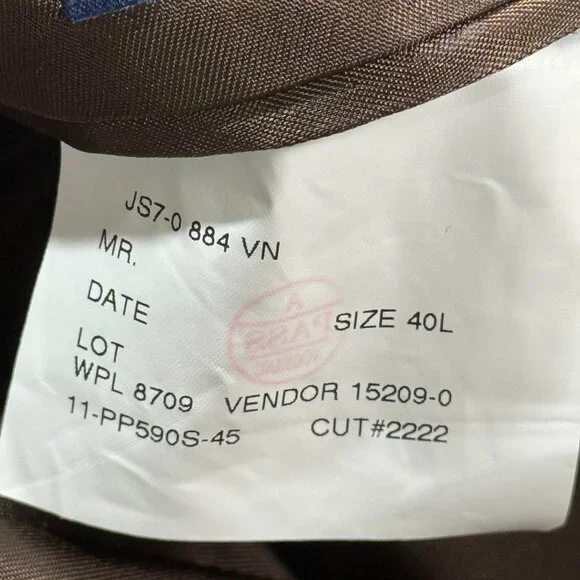 JS7-0 884 VN
MR.
DATE
SIZE 40L
A
PASS
LOT
WPL 8709 VENDOR 15209-0
11-PP590S-45 CUT#2222